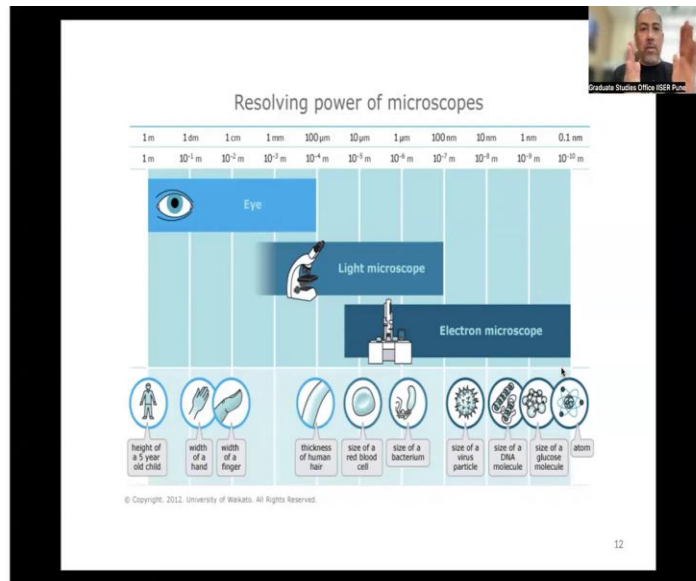 Graduate Studies Office IISER Pune
Resolving power of microscopes
1 m 1 dm 1 cm 1 mm 100 µm 10 µm 1 µm 100 nm 10 nm 1 nm 0.1 nm
1 m 10⁻¹ m 10⁻² m 10⁻³ m 10⁻⁴ m 10⁻⁵ m 10⁻⁶ m 10⁻⁷ m 10⁻⁸ m 10⁻⁹ m 10⁻¹⁰ m
Eye
Light microscope
Electron microscope
height of
a 5 year
old child
width
of a
hand
width
of a
finger
thickness
of human
hair
size of a
red blood
cell
size of a
bacterium
size of a
virus
particle
size of a
DNA
molecule
size of a
glucose
molecule
atom
© Copyright. 2012. University of Waikato. All Rights Reserved.
12